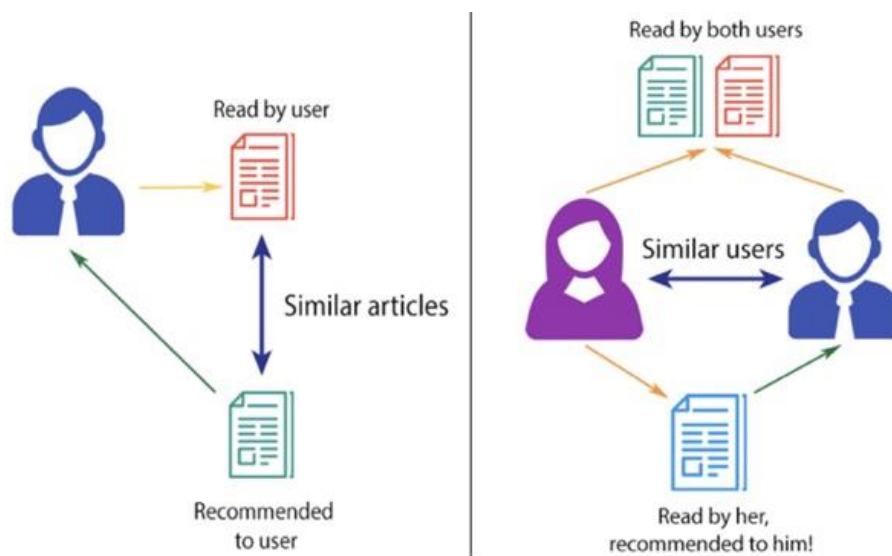 Read by user
Similar articles
Recommended
to user
Read by both users
Similar users
Read by her,
recommended to him!